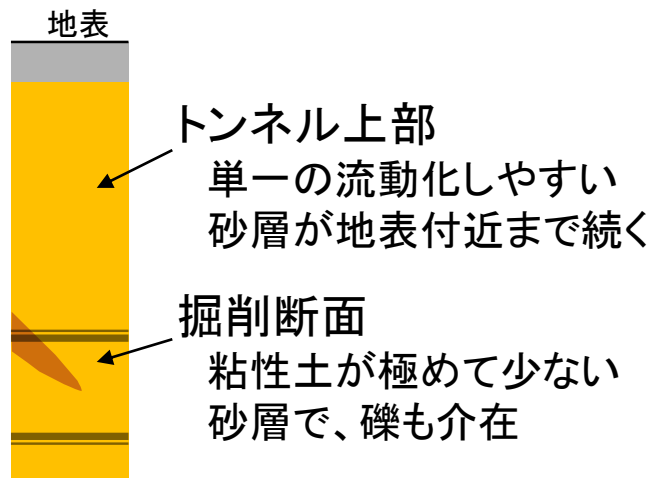 地表
トンネル上部
単一の流動化しやすい
砂層が地表付近まで続く
掘削断面
粘性土が極めて少ない
砂層で、礫も介在